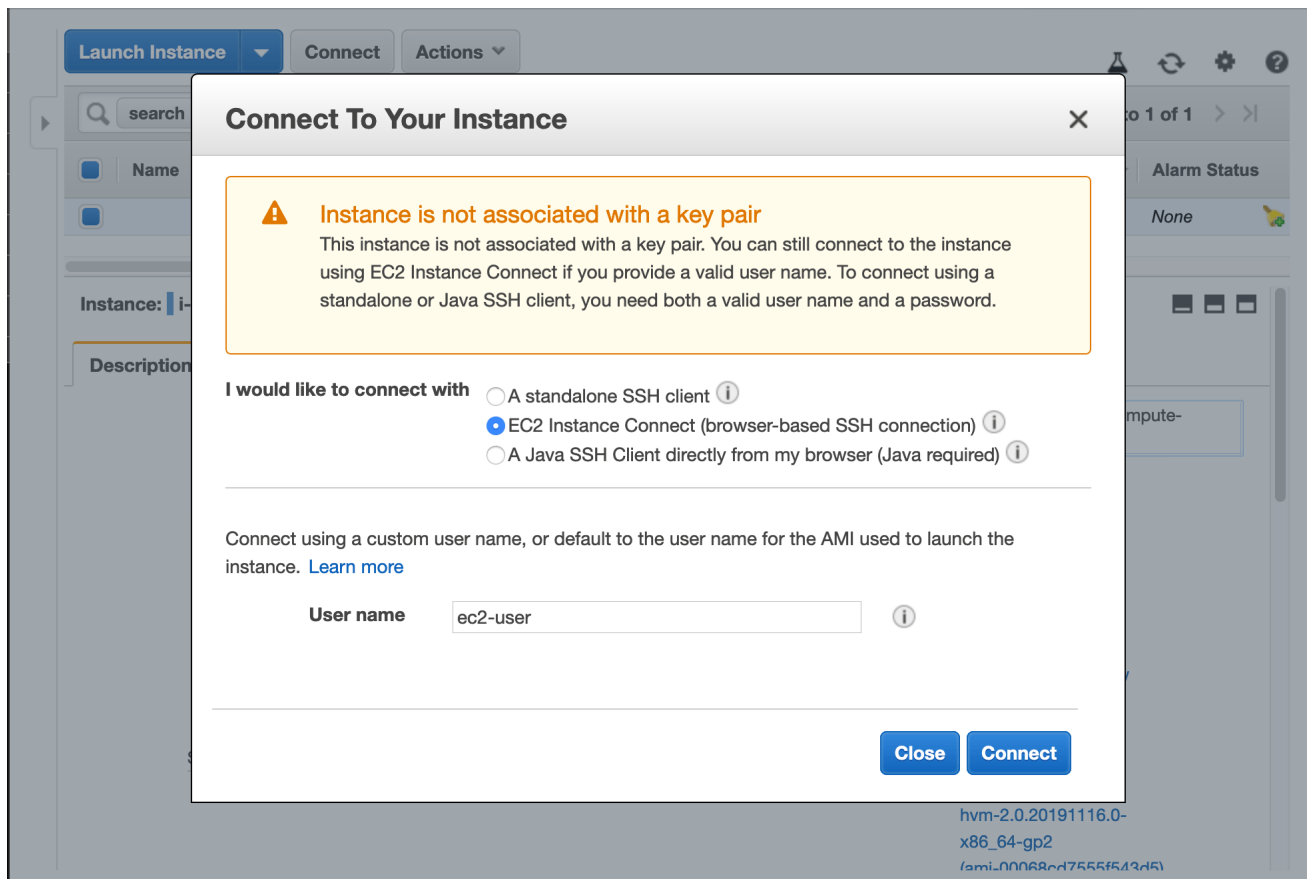 Launch Instance Connect Actions
search to 1 of 1
Connect To Your Instance
Name Alarm Status
None
Instance is not associated with a key pair
This instance is not associated with a key pair. You can still connect to the instance
using EC2 Instance Connect if you provide a valid user name. To connect using a
standalone or Java SSH client, you need both a valid user name and a password.
Instance: i-
Description
I would like to connect with
A standalone SSH client
EC2 Instance Connect (browser-based SSH connection)
A Java SSH Client directly from my browser (Java required)
mpute-
Connect using a custom user name, or default to the user name for the AMI used to launch the
instance. Learn more
User name ec2-user
Close Connect
hvm-2.0.20191116.0-
x86_64-gp2
(ami-00068cd7555f543d5)